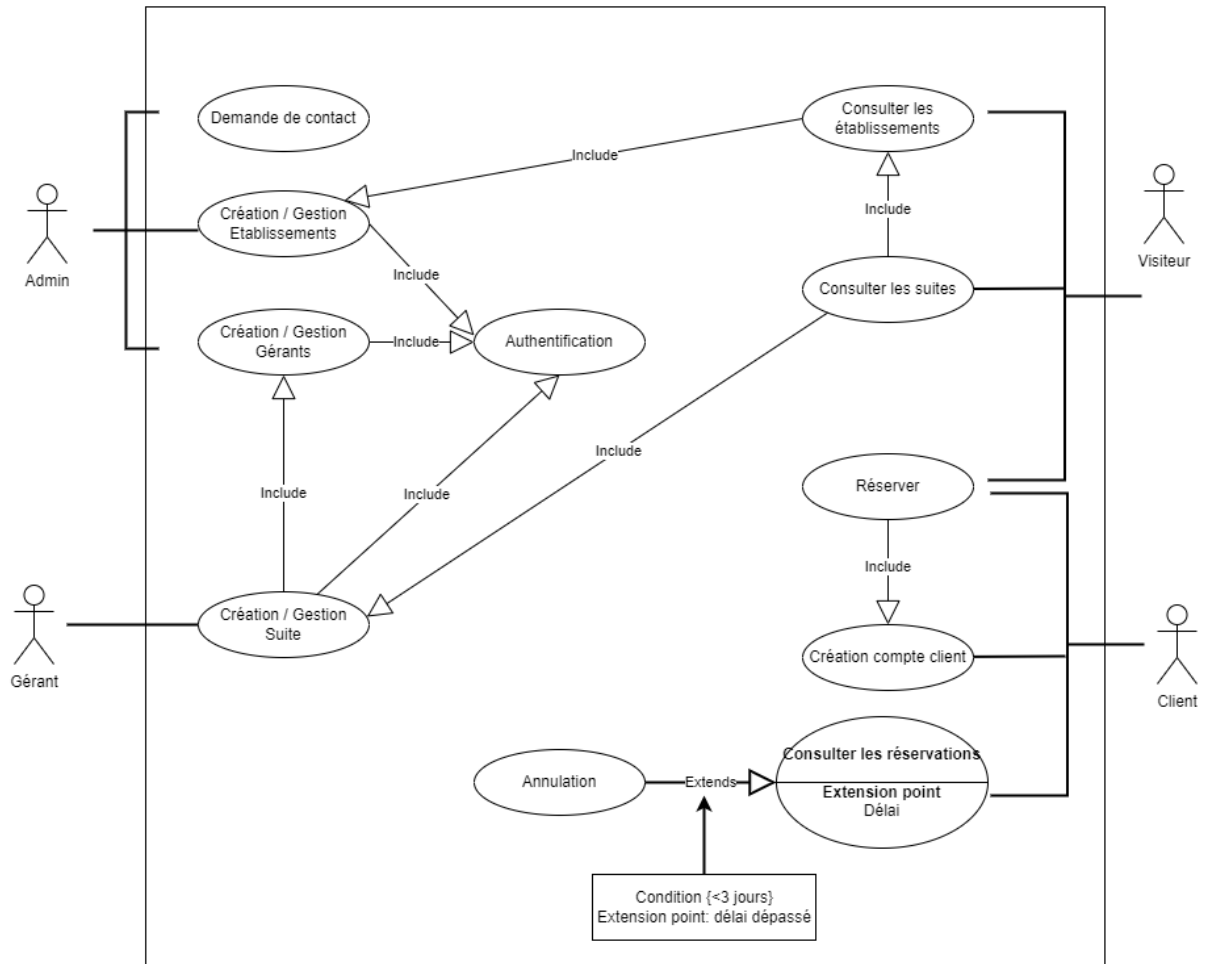 Demande de contact
Consulter les
établissements
Include
Création / Gestion
Etablissements
Include
Admin
Visiteur
Include
Consulter les suites
Création / Gestion
Gérants
Include
Authentification
Include
Include
Include
Réserver
Include
Création / Gestion
Suite
Gérant
Création compte client
Client
Consulter les réservations
Annulation
Extends
Extension point
Délai
Condition {<3 jours}
Extension point: délai dépassé